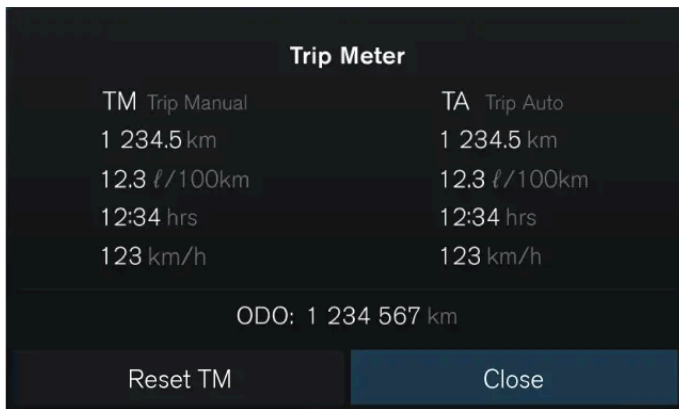 Trip Meter
TM Trip Manual
TA Trip Auto
1 234.5 km
1 234.5 km
12.3 ℓ/100km
12.3 ℓ/100km
12:34 hrs
12:34 hrs
123 km/h
123 km/h
ODO: 1 234 567 km
Reset TM
Close